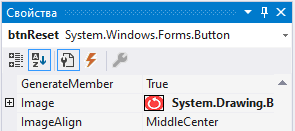 Свойства
btnReset System.Windows.Forms.Button
GenerateMember True
Image System.Drawing.B
ImageAlign MiddleCenter